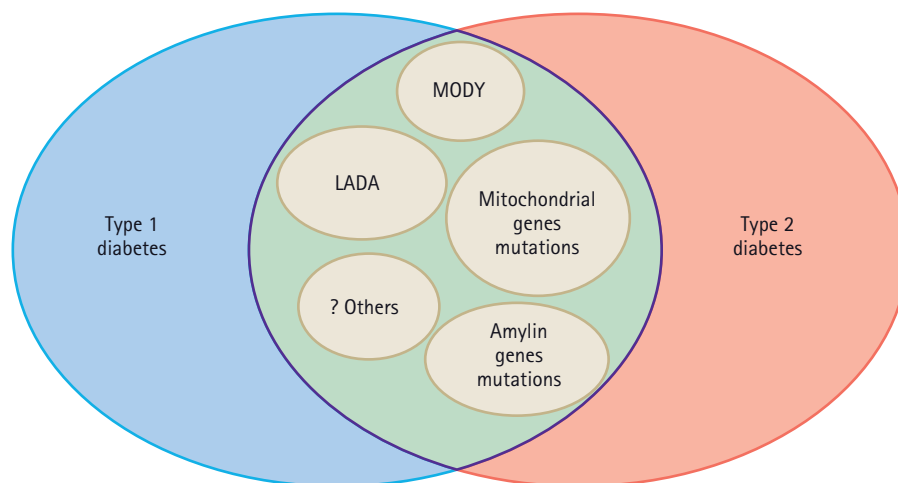 MODY
LADA
Mitochondrial
genes
mutations
Type 1
diabetes
Type 2
diabetes
? Others
Amylin
genes
mutations